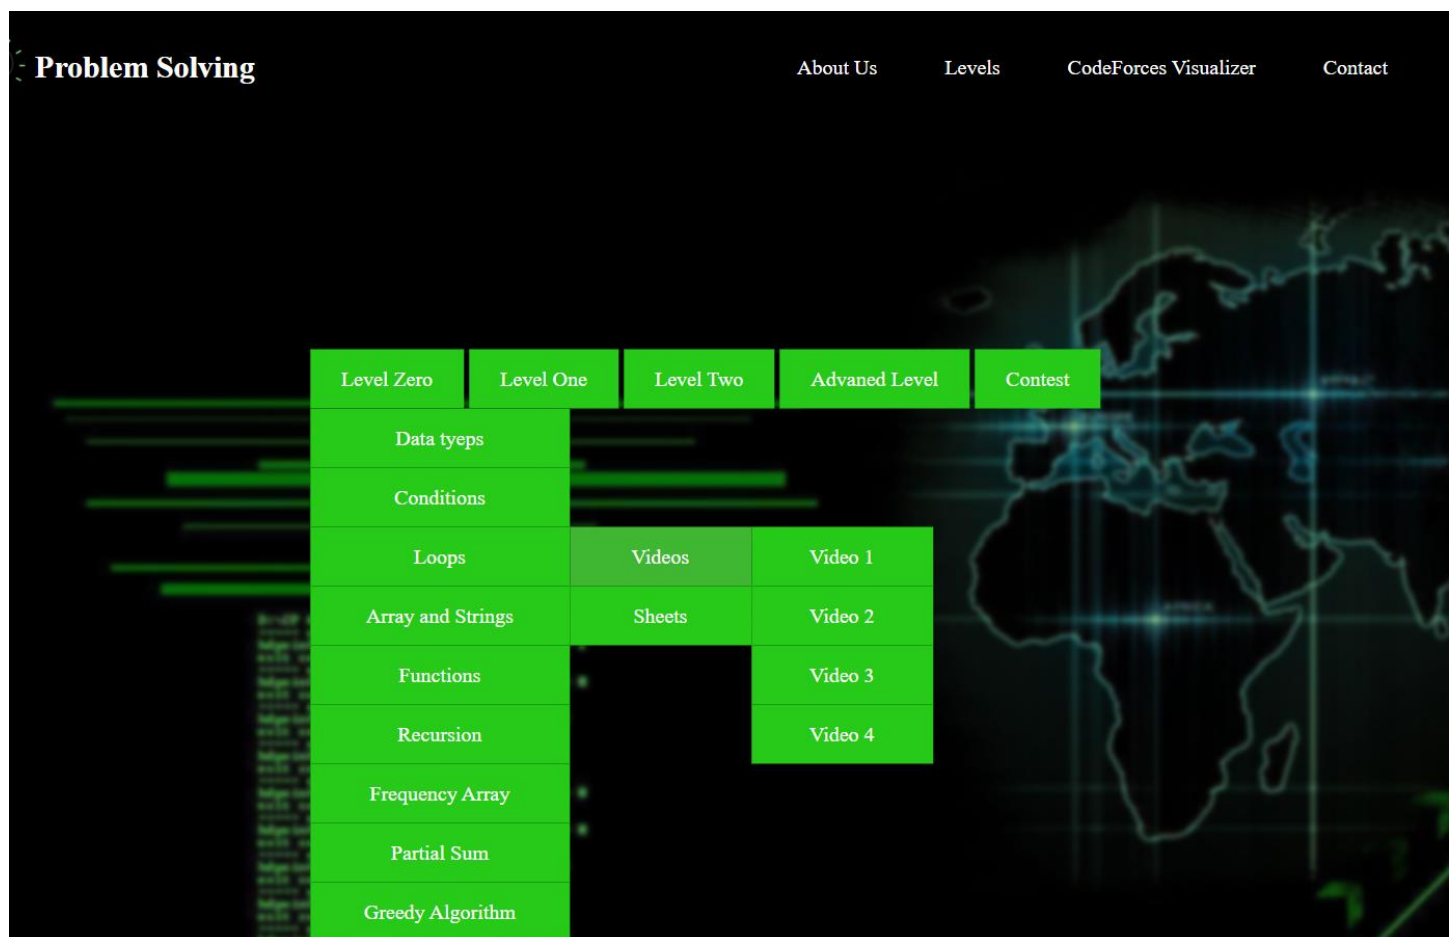 Problem Solving
About Us Levels CodeForces Visualizer Contact
Level Zero Level One Level Two Advaned Level Contest
Data tyeps
Conditions
Loops Videos Video 1
Array and Strings Sheets Video 2
Functions Video 3
Recursion Video 4
Frequency Array
Partial Sum
Greedy Algorithm
AFRICA